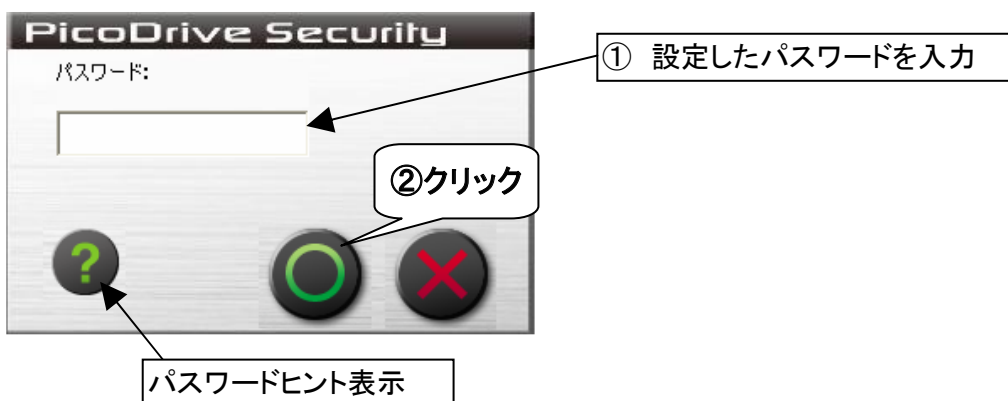 PicoDrive Security
① 設定したパスワードを入力
パスワード:
②クリック
?
パスワードヒント表示